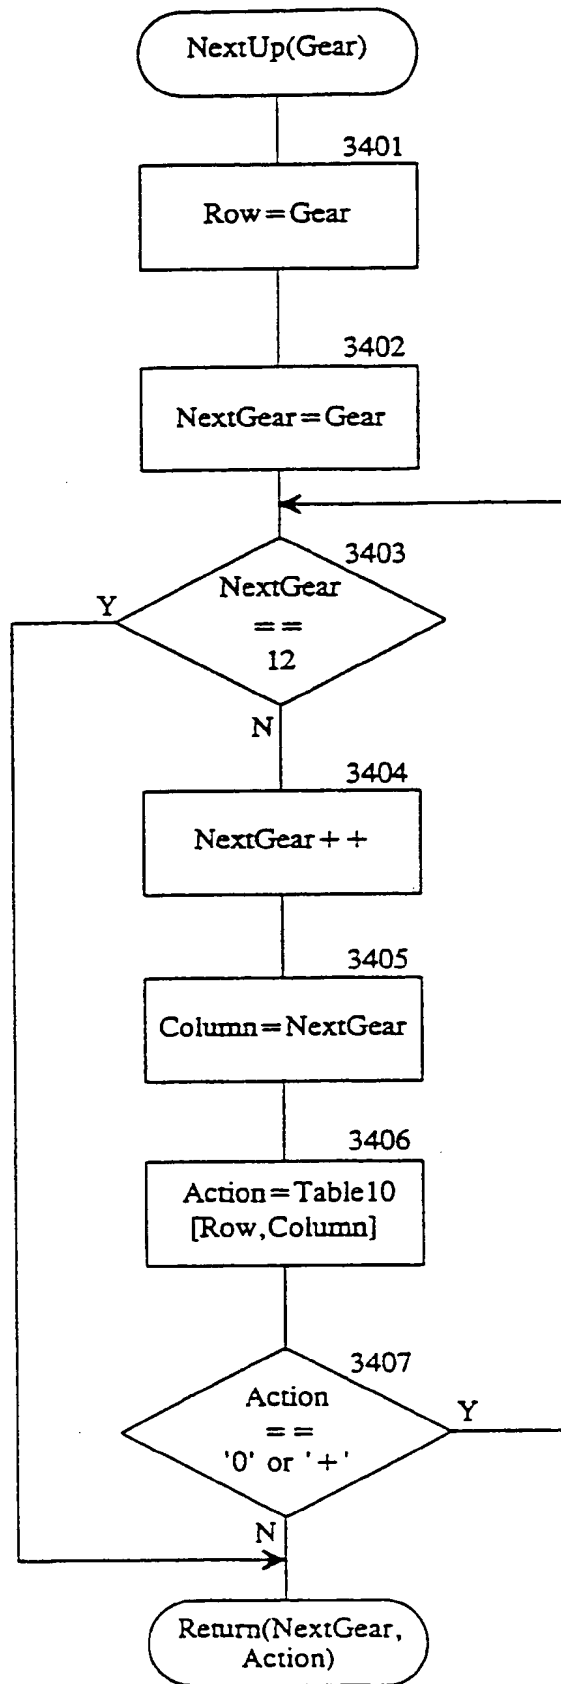 NextUp(Gear)
3401
Row=Gear
3402
NextGear=Gear
3403
NextGear
==
12
Y
N
3404
NextGear++
3405
Column=NextGear
3406
Action=Table10
[Row,Column]
3407
Action
==
'0' or '+'
Y
N
Return(NextGear,
Action)